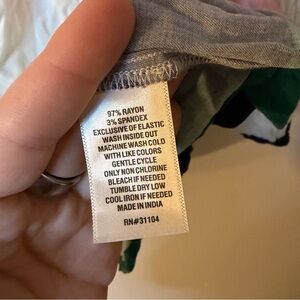 97% RAYON
3% SPANDEX
EXCLUSIVE OF ELASTIC
WASH INSIDE OUT
MACHINE WASH COLD
WITH LIKE COLORS
GENTLE CYCLE
ONLY NON CHLORINE
BLEACH IF NEEDED
TUMBLE DRY LOW
COOL IRON IF NEEDED
MADE IN INDIA
RN#31104